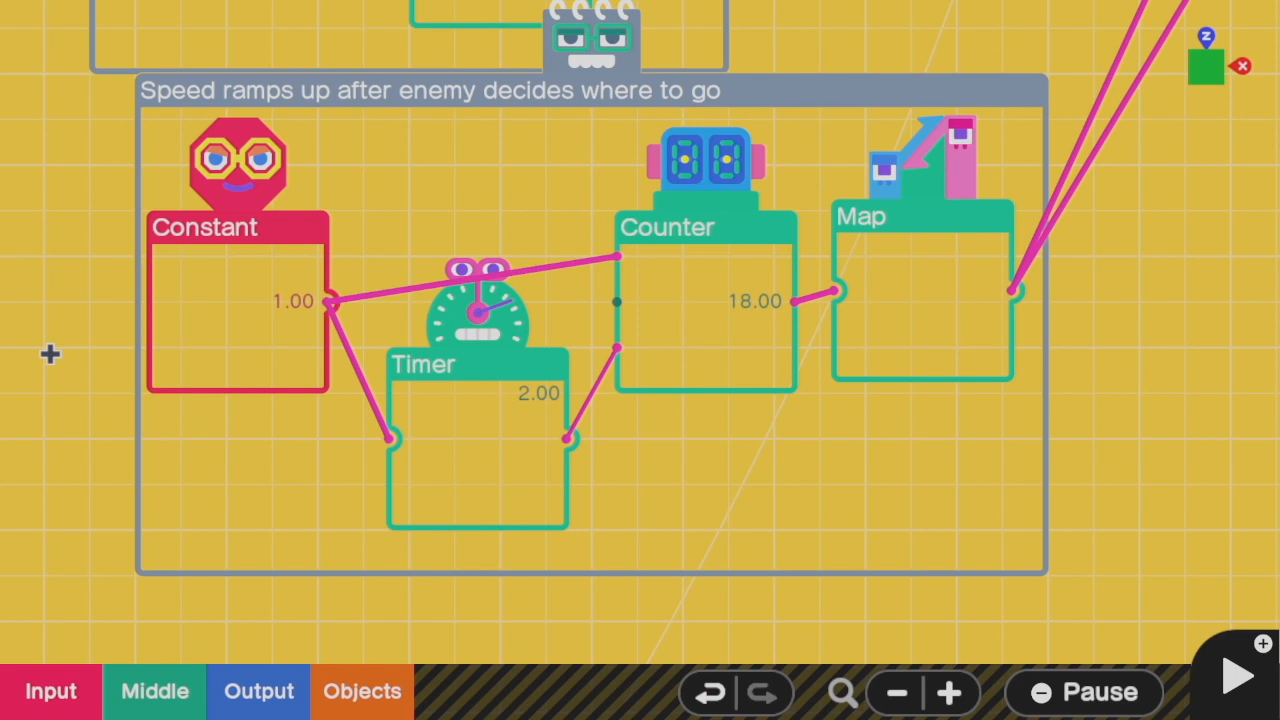 Z
X
Speed ramps up after enemy decides where to go
Constant
1.00
Timer
2.00
Counter
18.00
Map
Input
Middle
Output
Objects
Pause